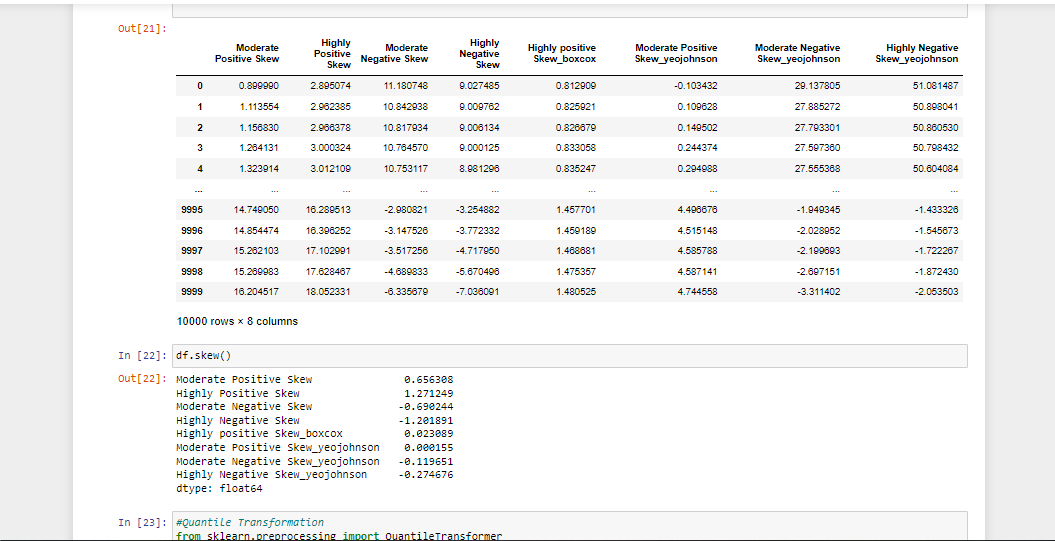 Out[21]:
Moderate Positive Skew Highly Positive Skew Moderate Negative Skew Highly Negative Skew Highly positive Skew_boxcox Moderate Positive Skew_yeojohnson Moderate Negative Skew_yeojohnson Highly Negative Skew_yeojohnson
0 0.899990 2.895074 11.180748 9.027485 0.812909 -0.103432 29.137805 51.081487
1 1.113554 2.962385 10.842938 9.009762 0.825921 0.109628 27.885272 50.898041
2 1.156830 2.966378 10.817934 9.006134 0.826679 0.149502 27.793301 50.860530
3 1.264131 3.000324 10.764570 9.000125 0.833058 0.244374 27.597360 50.798432
4 1.323914 3.012109 10.753117 8.981296 0.835247 0.294988 27.555368 50.604084
... ... ... ... ... ... ... ... ...
9995 14.749050 16.289513 -2.980821 -3.254882 1.457701 4.496676 -1.949345 -1.433326
9996 14.854474 16.396252 -3.147526 -3.772332 1.459189 4.515148 -2.028952 -1.545673
9997 15.262103 17.102991 -3.517256 -4.717950 1.468681 4.585788 -2.199693 -1.722267
9998 15.269983 17.628467 -4.689833 -5.670496 1.475357 4.587141 -2.697151 -1.872430
9999 16.204517 18.052331 -6.335679 -7.036091 1.480525 4.744558 -3.311402 -2.053503
10000 rows × 8 columns
In [22]: df.skew()
Out[22]: Moderate Positive Skew 0.656308
Highly Positive Skew 1.271249
Moderate Negative Skew -0.690244
Highly Negative Skew -1.201891
Highly positive Skew_boxcox 0.023089
Moderate Positive Skew_yeojohnson 0.000155
Moderate Negative Skew_yeojohnson -0.119651
Highly Negative Skew_yeojohnson -0.274676
dtype: float64
In [23]: #Quantile Transformation
from sklearn.preprocessing import QuantileTransformer